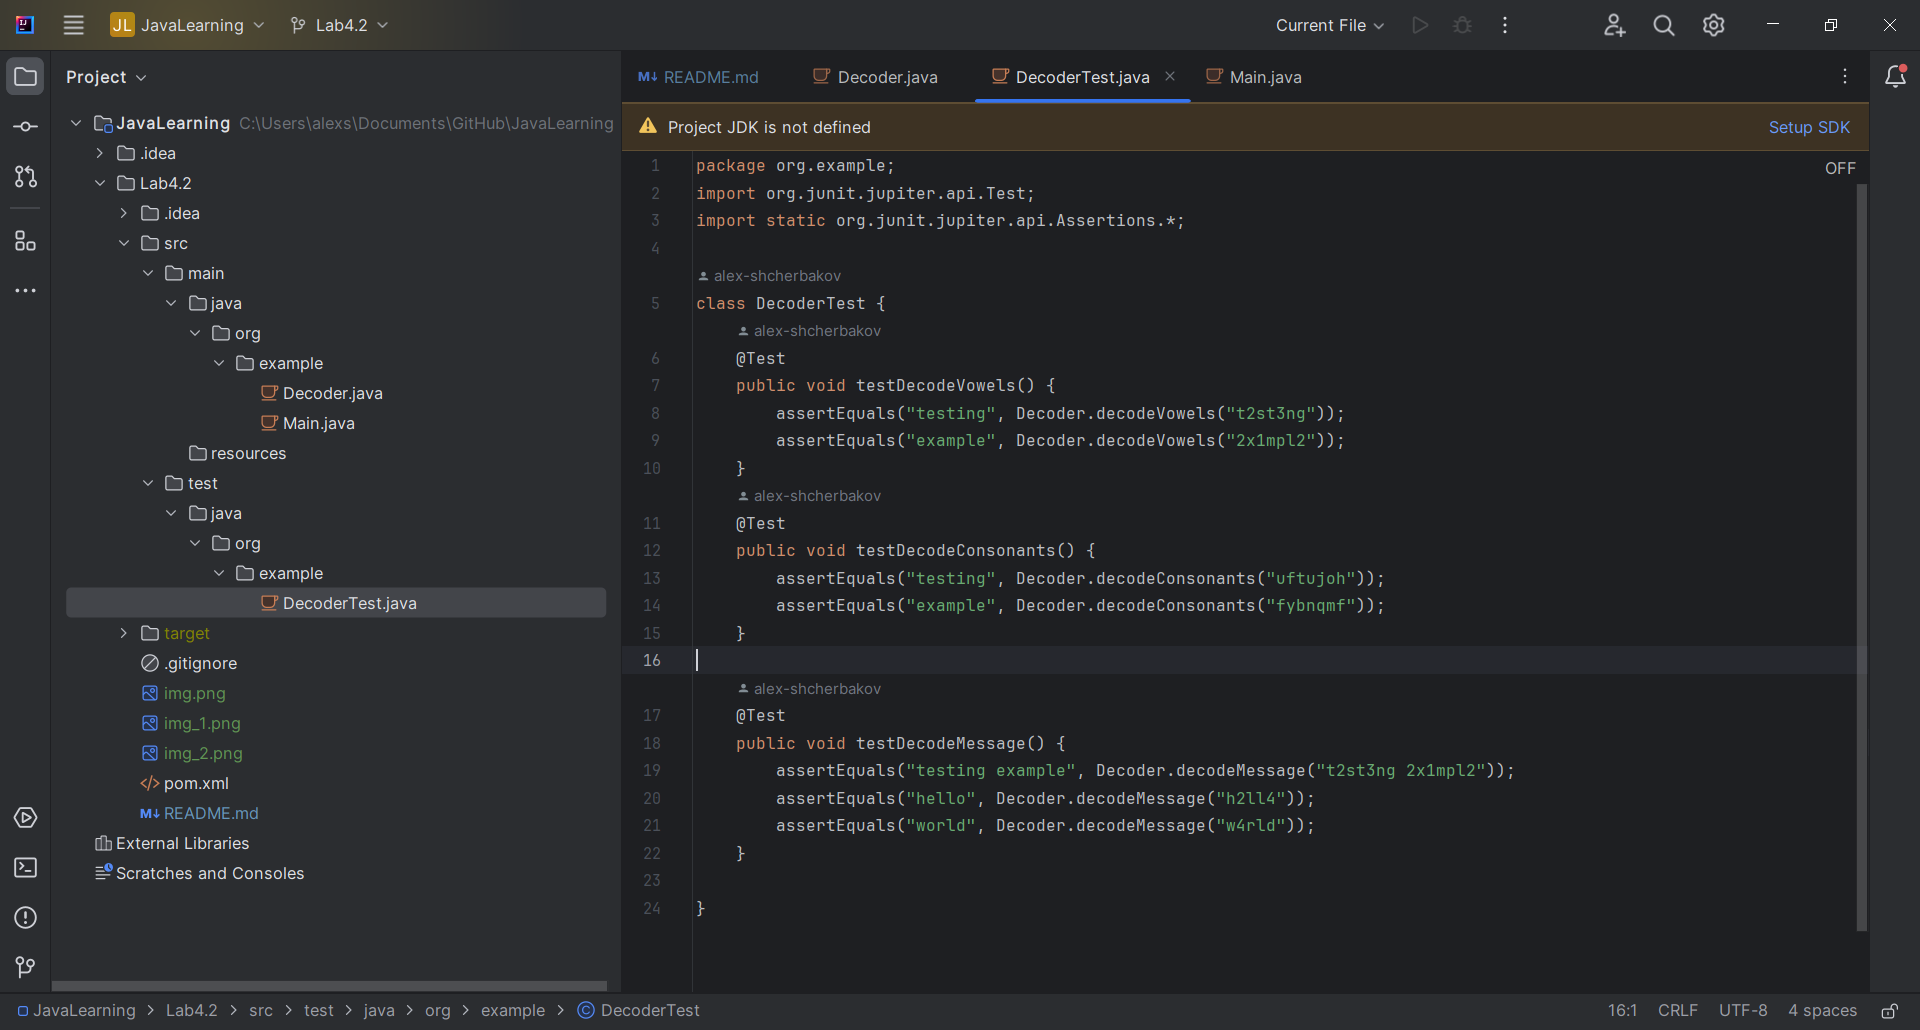 JL JavaLearning Lab4.2 Current File
Project
JavaLearning C:\Users\alexs\Documents\GitHub\JavaLearning
.idea
Lab4.2
.idea
src
main
java
org
example
Decoder.java
Main.java
resources
test
java
org
example
DecoderTest.java
target
.gitignore
img.png
img_1.png
img_2.png
pom.xml
README.md
External Libraries
Scratches and Consoles
README.md Decoder.java DecoderTest.java Main.java
Project JDK is not defined Setup SDK
OFF
1 package org.example;
2 import org.junit.jupiter.api.Test;
3 import static org.junit.jupiter.api.Assertions.*;
4
alex-shcherbakov
5 class DecoderTest {
alex-shcherbakov
6 @Test
7 public void testDecodeVowels() {
8 assertEquals("testing", Decoder.decodeVowels("t2st3ng"));
9 assertEquals("example", Decoder.decodeVowels("2x1mpl2"));
10 }
alex-shcherbakov
11 @Test
12 public void testDecodeConsonants() {
13 assertEquals("testing", Decoder.decodeConsonants("uftujoh"));
14 assertEquals("example", Decoder.decodeConsonants("fybnqmf"));
15 }
16
alex-shcherbakov
17 @Test
18 public void testDecodeMessage() {
19 assertEquals("testing example", Decoder.decodeMessage("t2st3ng 2x1mpl2"));
20 assertEquals("hello", Decoder.decodeMessage("h2ll4"));
21 assertEquals("world", Decoder.decodeMessage("w4rld"));
22 }
23
24 }
JavaLearning > Lab4.2 > src > test > java > org > example > DecoderTest 16:1 CRLF UTF-8 4 spaces